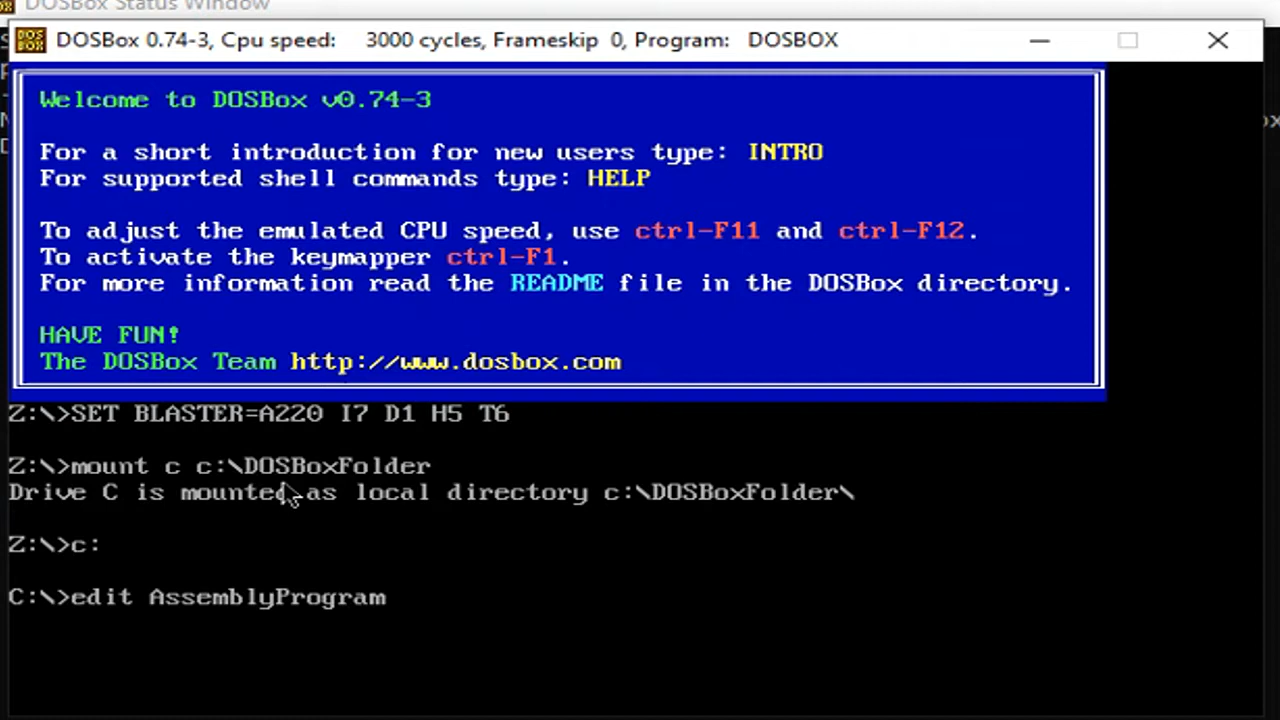 DOSBox Status Window
DOSBox 0.74-3, Cpu speed: 3000 cycles, Frameskip 0, Program: DOSBOX
Welcome to DOSBox v0.74-3
For a short introduction for new users type: INTRO
For supported shell commands type: HELP
To adjust the emulated CPU speed, use ctrl-F11 and ctrl-F12.
To activate the keymapper ctrl-F1.
For more information read the README file in the DOSBox directory.
HAVE FUN!
The DOSBox Team http://www.dosbox.com
Z:\>SET BLASTER=A220 I7 D1 H5 T6
Z:\>mount c c:\DOSBoxFolder
Drive C is mounted as local directory c:\DOSBoxFolder\
Z:\>c:
C:\>edit AssemblyProgram